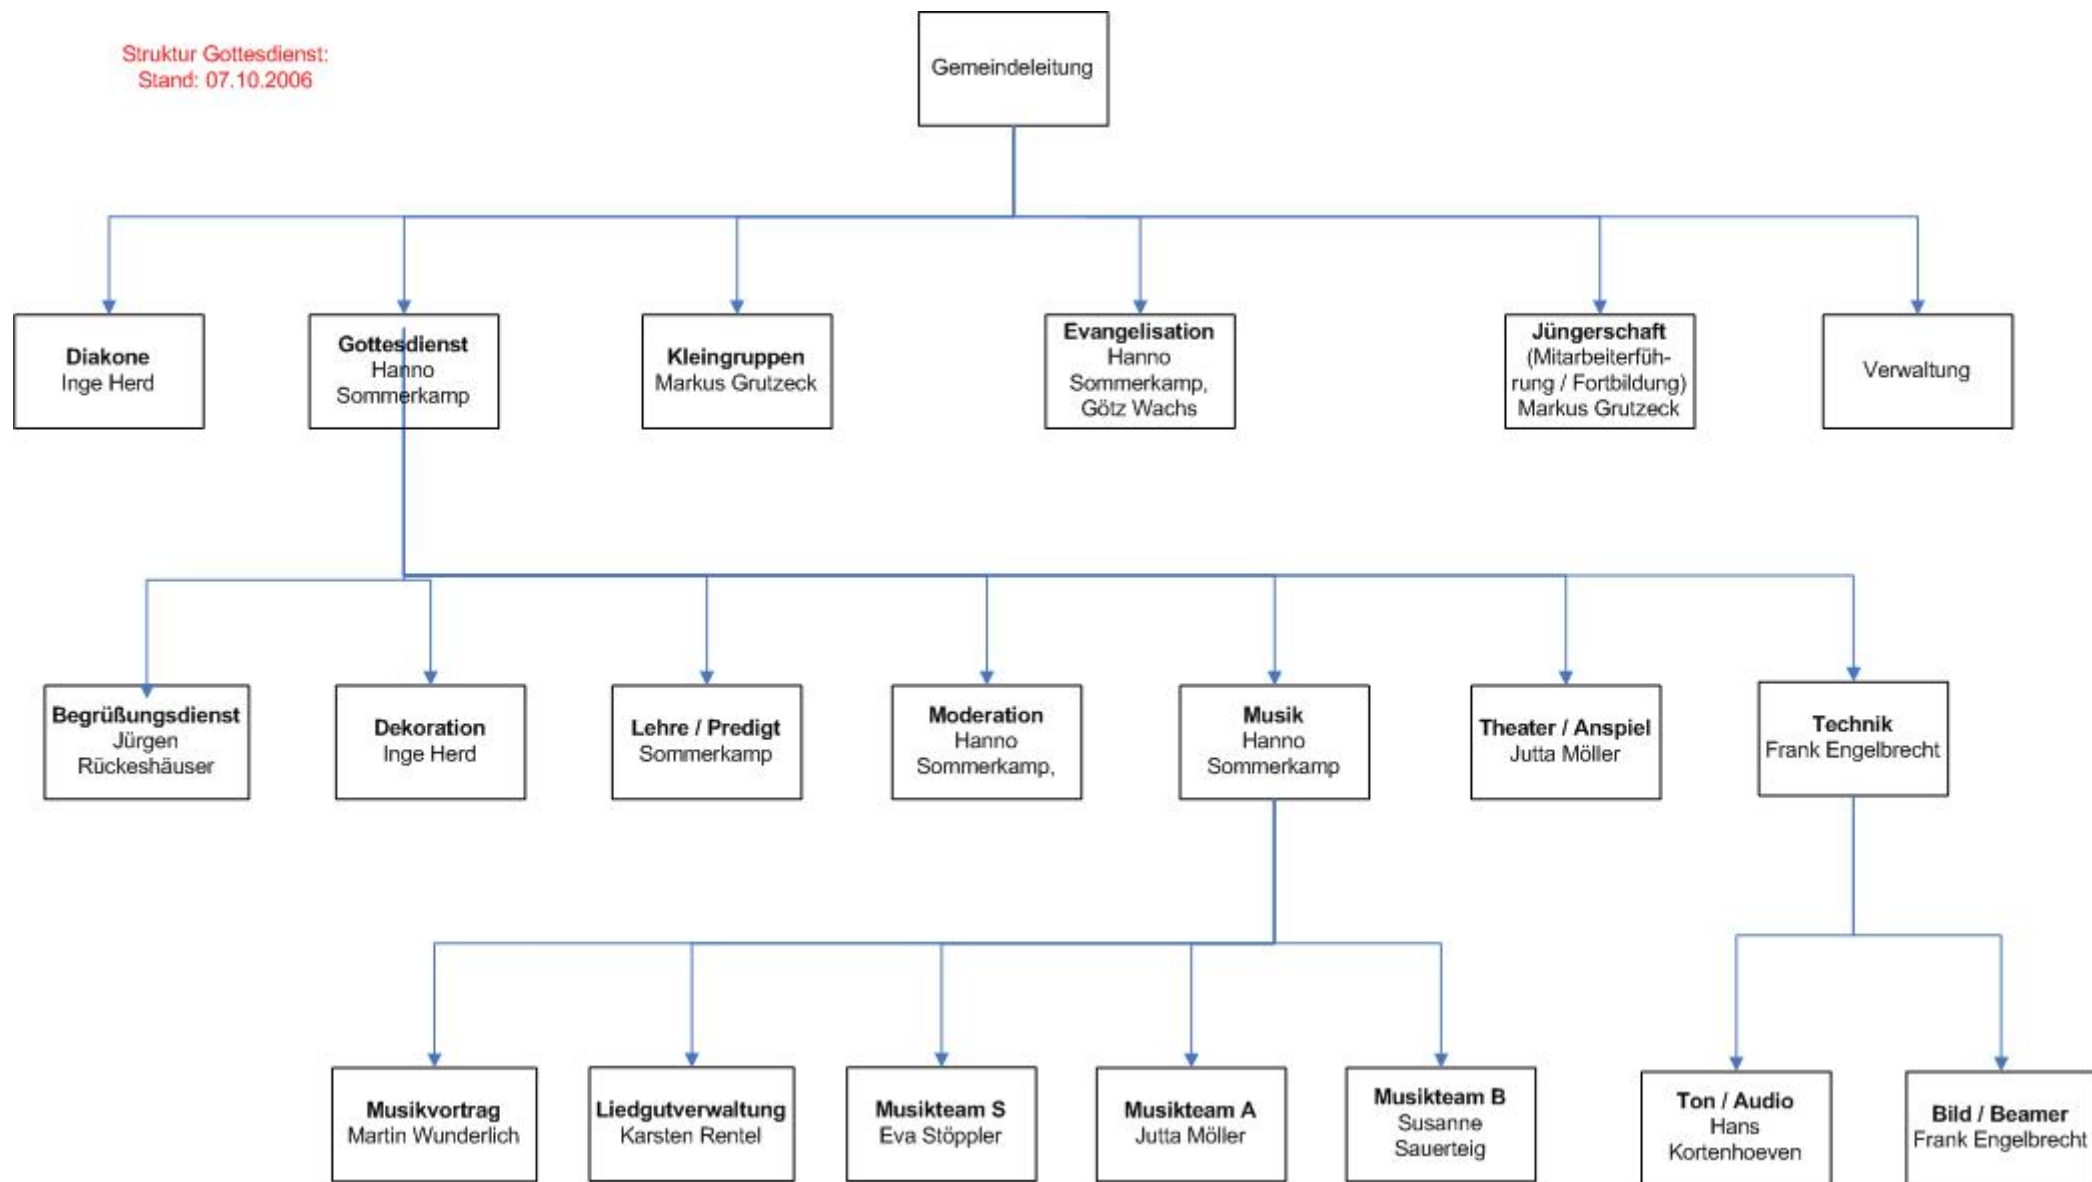 Struktur Gottesdienst:
Stand: 07.10.2006
Gemeindeleitung
Diakone
Inge Herd
Gottesdienst
Hanno
Sommerkamp
Kleingruppen
Markus Grutzeck
Evangelisation
Hanno
Sommerkamp,
Götz Wachs
Jüngerschaft
(Mitarbeiterfüh-
rung / Fortbildung)
Markus Grutzeck
Verwaltung
Begrüßungsdienst
Jürgen
Rückeshäuser
Dekoration
Inge Herd
Lehre / Predigt
Sommerkamp
Moderation
Hanno
Sommerkamp,
Musik
Hanno
Sommerkamp
Theater / Anspiel
Jutta Möller
Technik
Frank Engelbrecht
Musikvortrag
Martin Wunderlich
Liedgutverwaltung
Karsten Rentel
Musikteam S
Eva Stöppler
Musikteam A
Jutta Möller
Musikteam B
Susanne
Sauerteig
Ton / Audio
Hans
Kortenhoeven
Bild / Beamer
Frank Engelbrecht